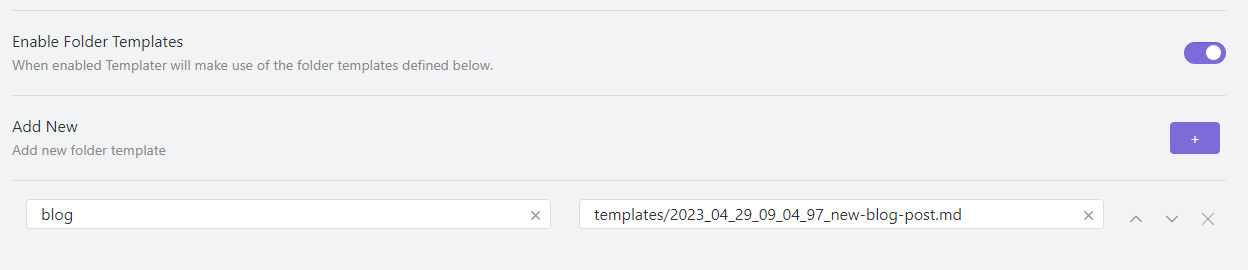 Enable Folder Templates
When enabled Templater will make use of the folder templates defined below.
Add New
Add new folder template
+
blog
templates/2023_04_29_09_04_97_new-blog-post.md